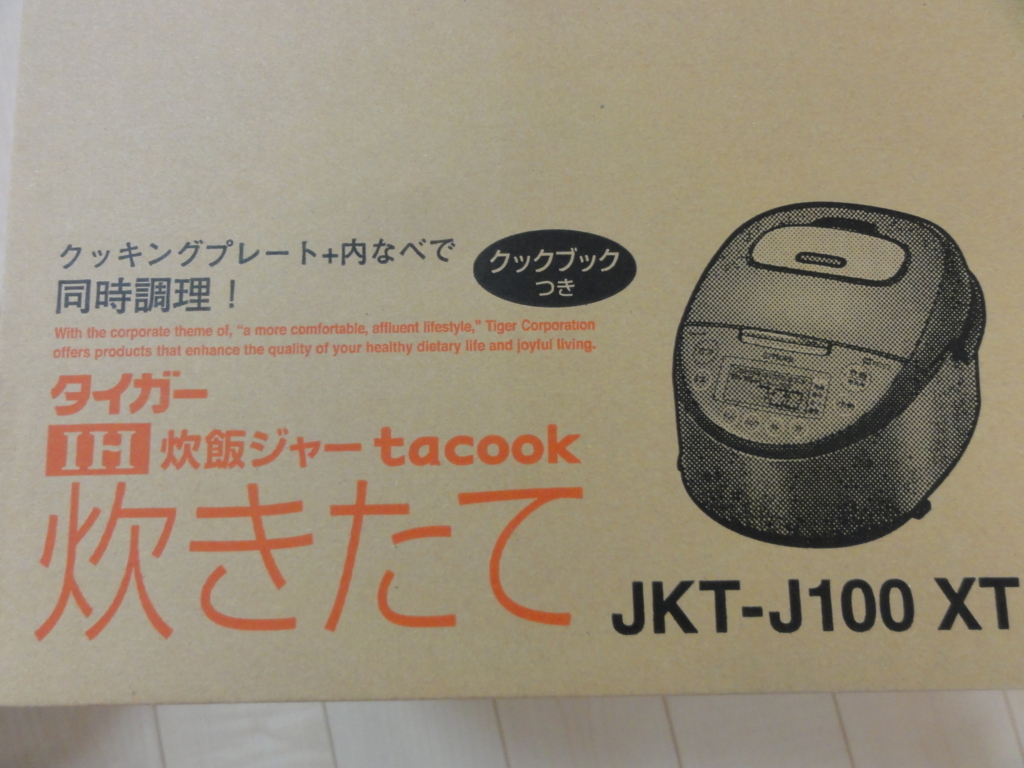 クッキングプレート+内なべで
同時調理！
クックブック
つき
With the corporate theme of, “a more comfortable, affluent lifestyle,” Tiger Corporation
offers products that enhance the quality of your healthy dietary life and joyful living.
タイガー
IH 炊飯ジャー tacook
炊きたて
JKT-J100 XT